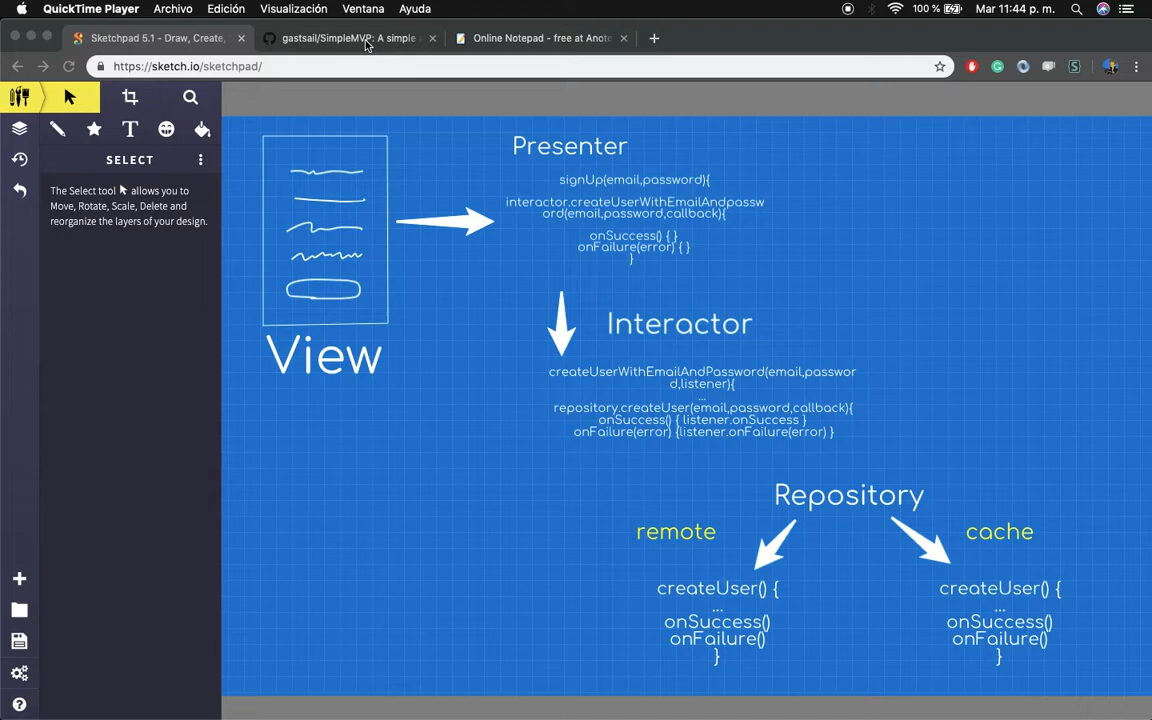 QuickTime Player Archivo Edición Visualización Ventana Ayuda 100 % Mar 11:44 p. m.
Sketchpad 5.1 - Draw, Create, gastsail/SimpleMVP: A simple Online Notepad - free at Anote
https://sketch.io/sketchpad/
T
SELECT
The Select tool allows you to
Move, Rotate, Scale, Delete and
reorganize the layers of your design.
View
Presenter
signUp(email,password){
interactor.createUserWithEmailAndpassw
ord(email,password,callback){
onSuccess() { }
onFailure(error) { }
}
Interactor
createUserWithEmailAndPassword(email,passwor
d,listener){
...
repository.createUser(email,password,callback){
onSuccess() { listener.onSuccess }
onFailure(error) {listener.onFailure(error) }
Repository
remote
cache
createUser() {
...
onSuccess()
onFailure()
}
createUser() {
...
onSuccess()
onFailure()
}